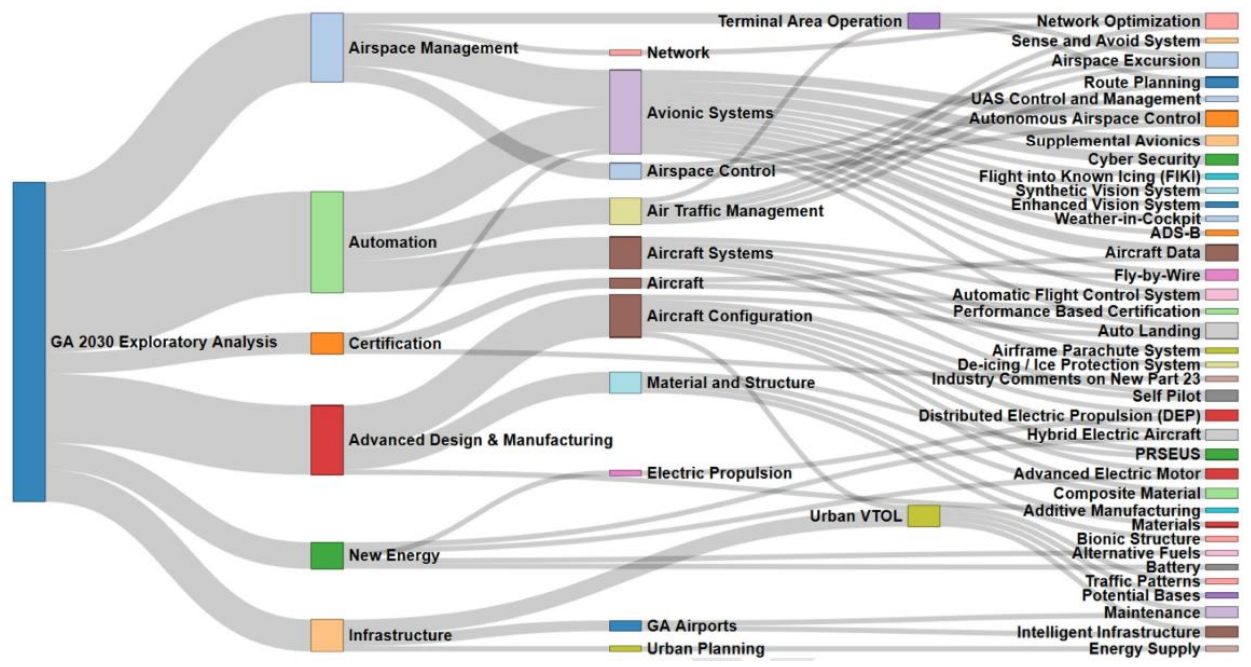 GA 2030 Exploratory Analysis
Airspace Management
Automation
Certification
Advanced Design & Manufacturing
New Energy
Infrastructure
Network
Avionic Systems
Airspace Control
Air Traffic Management
Aircraft Systems
Aircraft
Aircraft Configuration
Material and Structure
Electric Propulsion
GA Airports
Urban Planning
Terminal Area Operation
Urban VTOL
Network Optimization
Sense and Avoid System
Airspace Excursion
Route Planning
UAS Control and Management
Autonomous Airspace Control
Supplemental Avionics
Cyber Security
Flight into Known Icing (FIKI)
Synthetic Vision System
Enhanced Vision System
Weather-in-Cockpit
ADS-B
Aircraft Data
Fly-by-Wire
Automatic Flight Control System
Performance Based Certification
Auto Landing
Airframe Parachute System
De-icing / Ice Protection System
Industry Comments on New Part 23
Self Pilot
Distributed Electric Propulsion (DEP)
Hybrid Electric Aircraft
PRSEUS
Advanced Electric Motor
Composite Material
Additive Manufacturing
Materials
Bionic Structure
Alternative Fuels
Battery
Traffic Patterns
Potential Bases
Maintenance
Intelligent Infrastructure
Energy Supply